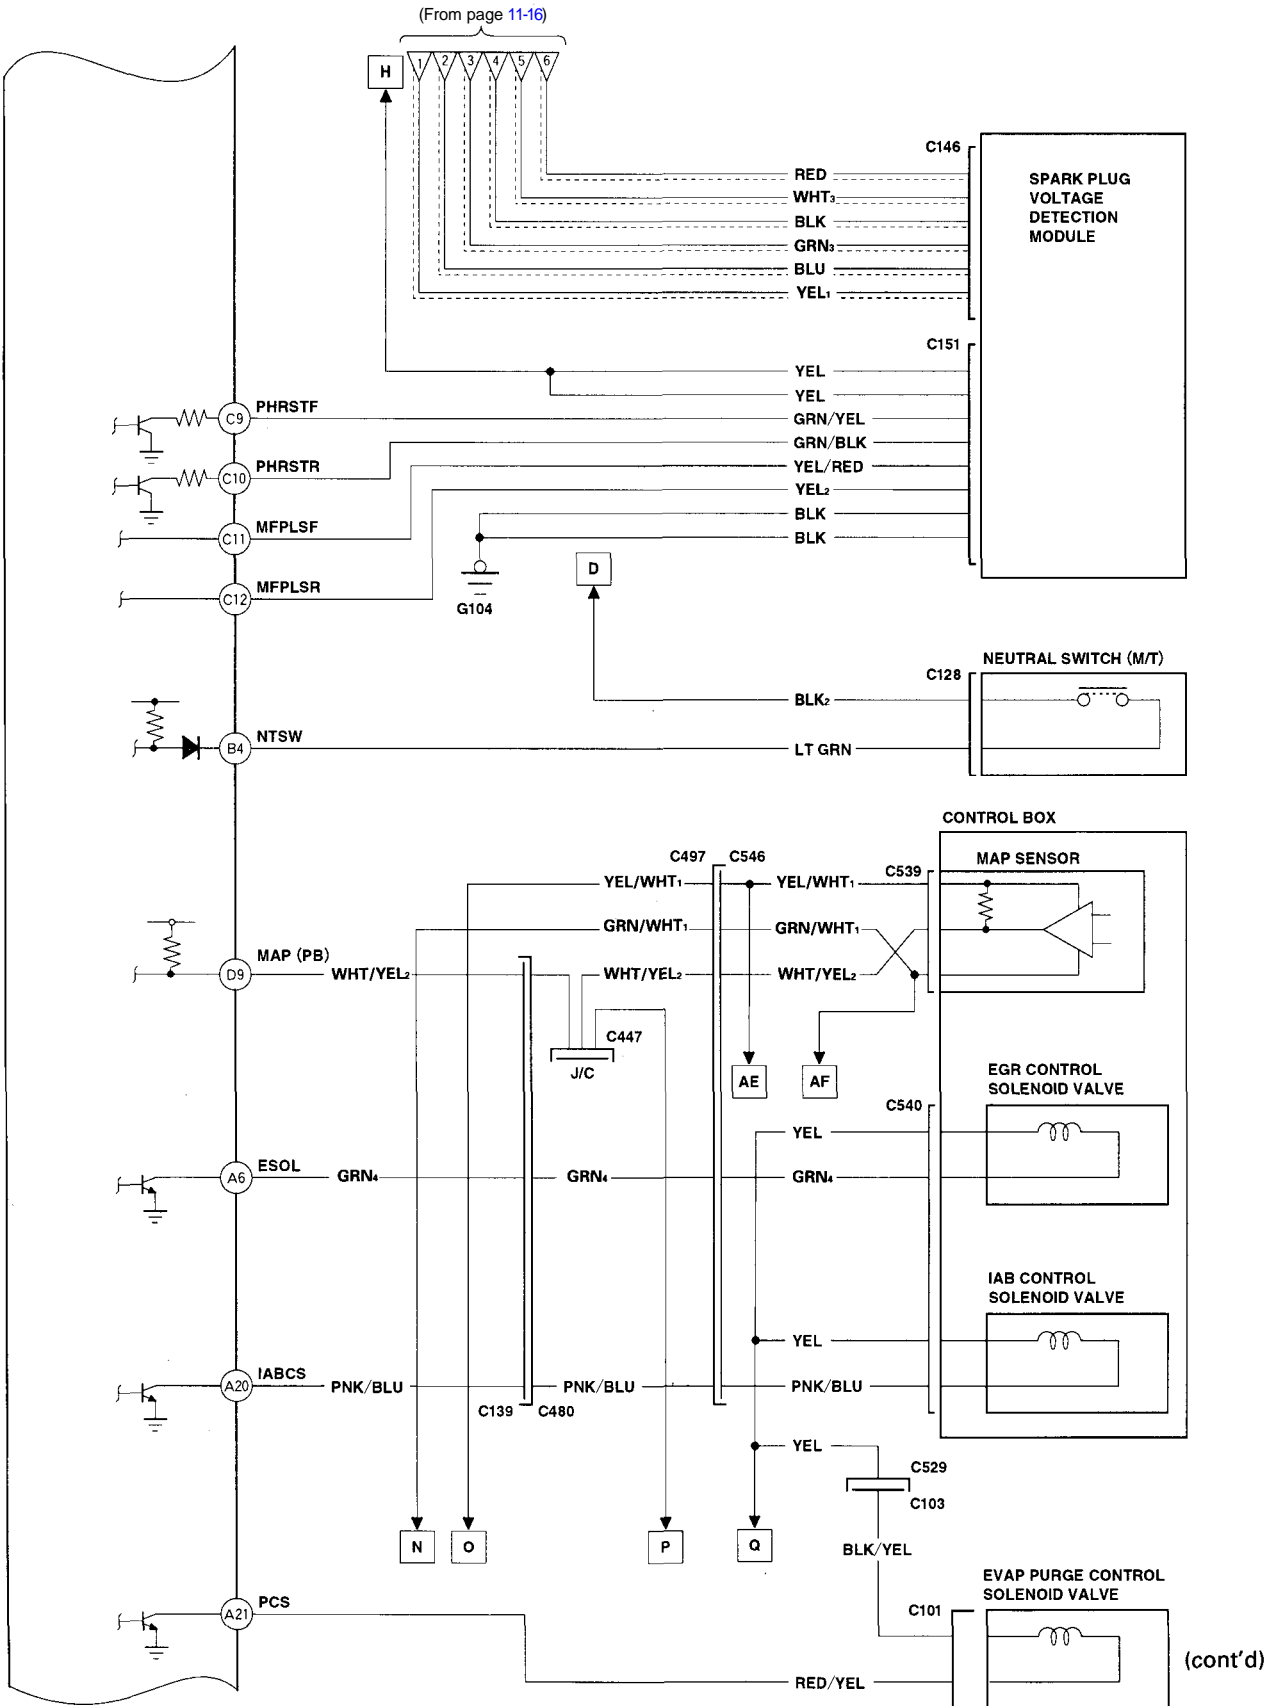 (From page 11-16)
H
1 2 3 4 5 6
C146
RED
WHT3
BLK
GRN3
BLU
YEL1
SPARK PLUG
VOLTAGE
DETECTION
MODULE
C151
YEL
YEL
C9 PHRSTF
GRN/YEL
GRN/BLK
C10 PHRSTR
YEL/RED
YEL2
BLK
C11 MFPLSF
BLK
D
C12 MFPLSR
G104
NEUTRAL SWITCH (M/T)
C128
BLK2
B4 NTSW
LT GRN
CONTROL BOX
C497 C546
C539
MAP SENSOR
YEL/WHT1 YEL/WHT1
GRN/WHT1 GRN/WHT1
D9 MAP (PB)
WHT/YEL2 WHT/YEL2 WHT/YEL2
C447
J/C
AE AF
EGR CONTROL
SOLENOID VALVE
C540
YEL
A6 ESOL
GRN4 GRN4 GRN4
IAB CONTROL
SOLENOID VALVE
YEL
A20 IABCS
PNK/BLU PNK/BLU PNK/BLU
C139 C480
YEL
C529
C103
N O P Q
BLK/YEL
EVAP PURGE CONTROL
SOLENOID VALVE
A21 PCS
C101
RED/YEL
(cont'd)